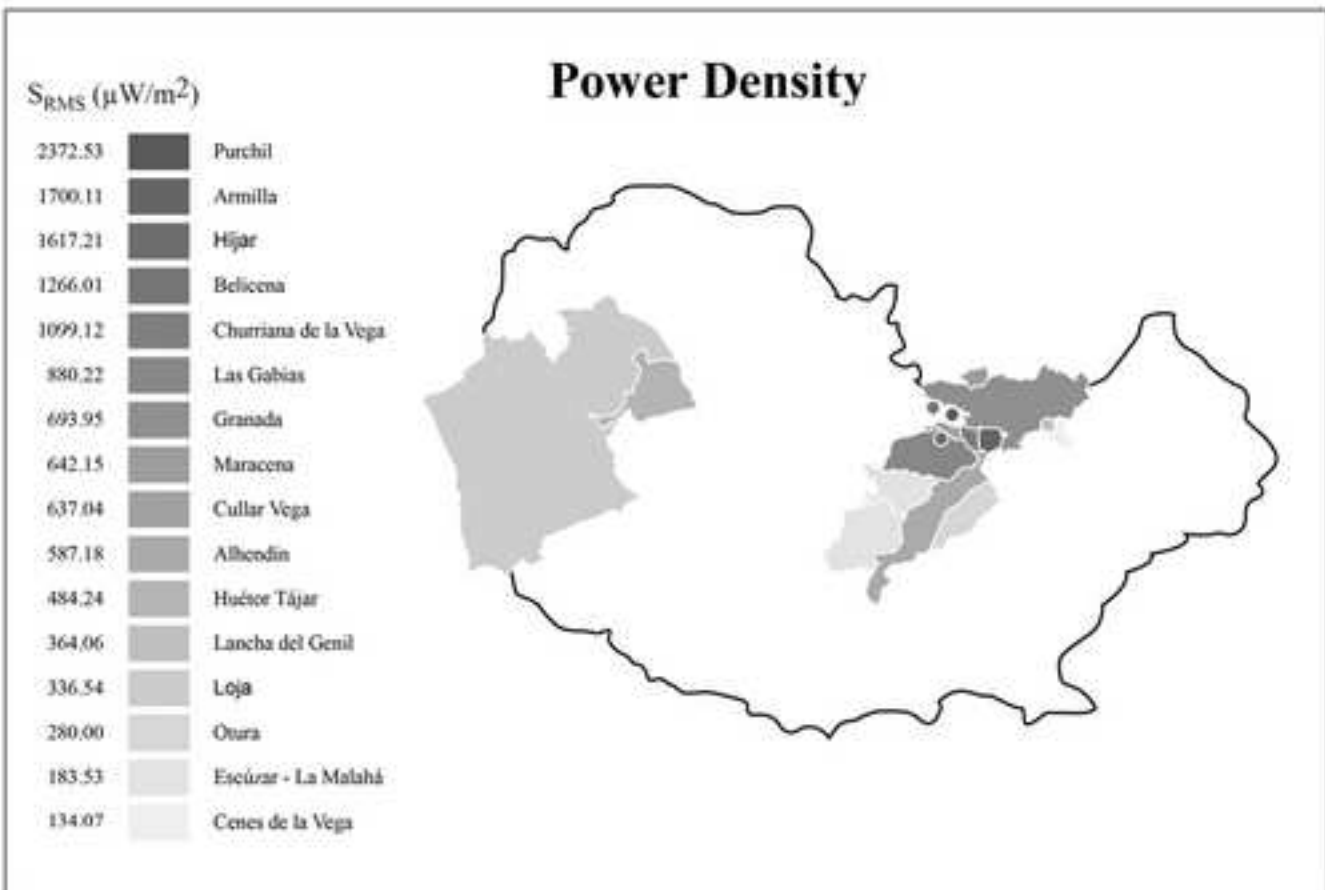 Power Density
S_RMS (µW/m²)
2372.53 Purchil
1700.11 Armilla
1617.21 Híjar
1266.01 Belicena
1099.12 Churriana de la Vega
880.22 Las Gabias
693.95 Granada
642.15 Maracena
637.04 Cullar Vega
587.18 Alhendín
484.24 Huétor Tájar
364.06 Lancha del Genil
336.54 Loja
280.00 Otura
183.53 Escúzar - La Malahá
134.07 Cenes de la Vega